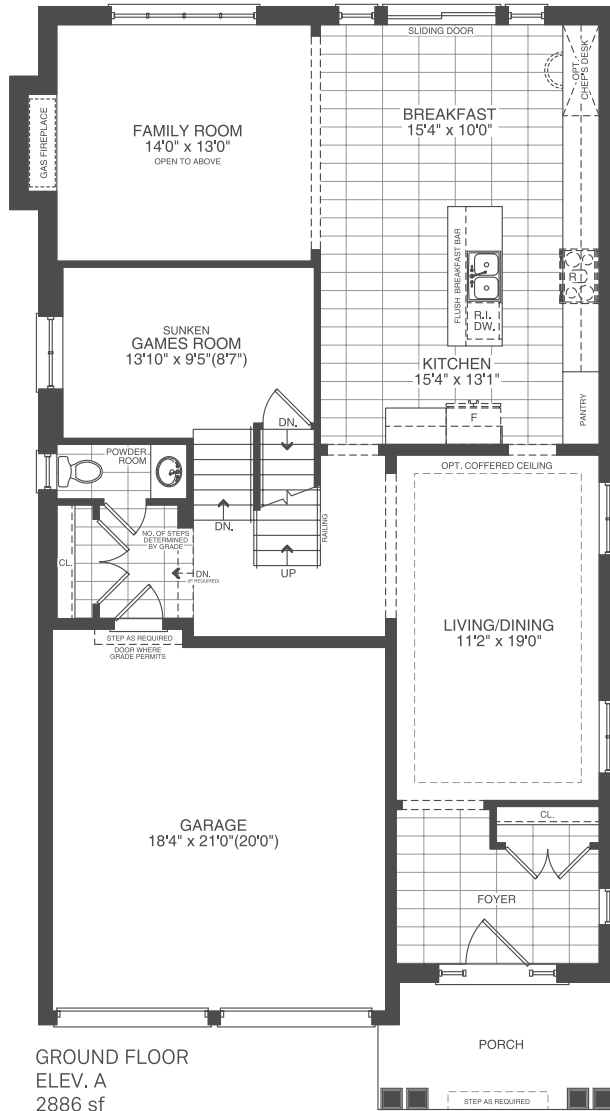 SLIDING DOOR
OPT.
CHEF'S DESK
GAS FIREPLACE
FAMILY ROOM
14'0" x 13'0"
OPEN TO ABOVE
BREAKFAST
15'4" x 10'0"
FLUSH BREAKFAST BAR
R.I.
DW.
R I
SUNKEN
GAMES ROOM
13'10" x 9'5"(8'7")
KITCHEN
15'4" x 13'1"
PANTRY
F
DN.
POWDER
ROOM
OPT. COFFERED CEILING
DN.
RAILING
NO. OF STEPS
DETERMINED
BY GRADE
CL.
DN.
(IF REQUIRED)
UP
STEP AS REQUIRED
DOOR WHERE
GRADE PERMITS
LIVING/DINING
11'2" x 19'0"
GARAGE
18'4" x 21'0"(20'0")
CL.
FOYER
PORCH
STEP AS REQUIRED
GROUND FLOOR
ELEV. A
2886 sf